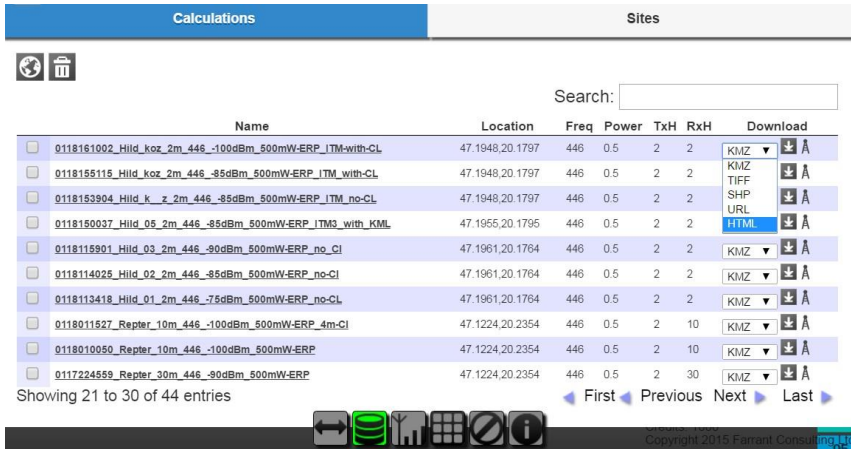 Calculations Sites
Search:
Name Location Freq Power TxH RxH Download
0118161002_Hild_koz_2m_446_-100dBm_500mW-ERP_ITM-with-CL 47.1948,20.1797 446 0.5 2 2 KMZ
KMZ
0118155115_Hild_koz_2m_446_-85dBm_500mW-ERP_ITM_with-CL 47.1948,20.1797 446 0.5 2 2 TIFF
0118153904_Hild_k__z_2m_446_-85dBm_500mW-ERP_ITM_no-CL 47.1948,20.1797 446 0.5 2 2 SHP
URL
0118150037_Hild_05_2m_446_-85dBm_500mW-ERP_ITM3_with_KML 47.1955,20.1795 446 0.5 2 2 HTML
0118115901_Hild_03_2m_446_-90dBm_500mW-ERP_no_Cl 47.1961,20.1764 446 0.5 2 2 KMZ
0118114025_Hild_02_2m_446_-85dBm_500mW-ERP_no-Cl 47.1961,20.1764 446 0.5 2 2 KMZ
0118113418_Hild_01_2m_446_-75dBm_500mW-ERP_no-CL 47.1961,20.1764 446 0.5 2 2 KMZ
0118011527_Repter_10m_446_-100dBm_500mW-ERP_4m-Cl 47.1224,20.2354 446 0.5 2 10 KMZ
0118010050_Repter_10m_446_-100dBm_500mW-ERP 47.1224,20.2354 446 0.5 2 10 KMZ
0117224559_Repter_30m_446_-90dBm_500mW-ERP 47.1224,20.2354 446 0.5 2 30 KMZ
Showing 21 to 30 of 44 entries First Previous Next Last
Credits: 1000
Copyright 2015 Farrant Consulting Ltd